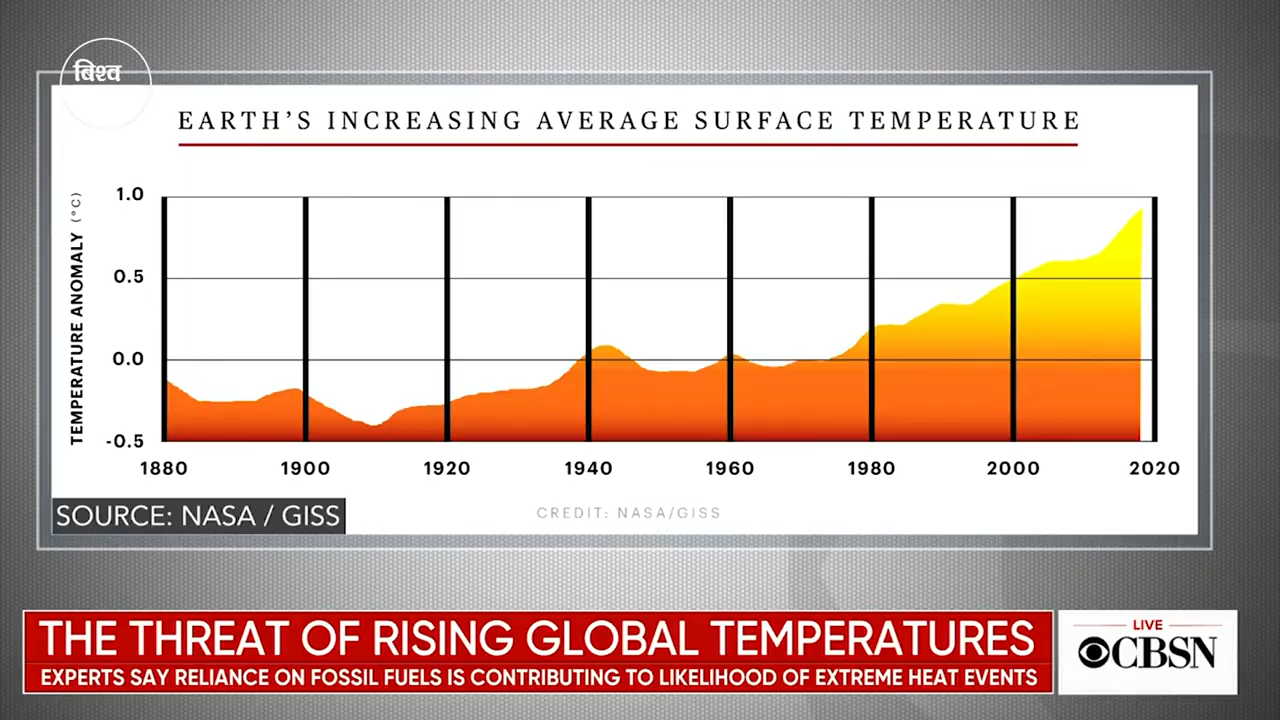 विश्व
EARTH'S INCREASING AVERAGE SURFACE TEMPERATURE
TEMPERATURE ANOMALY (°C)
1.0
0.5
0.0
-0.5
1880 1900 1920 1940 1960 1980 2000 2020
SOURCE: NASA / GISS
CREDIT: NASA/GISS
THE THREAT OF RISING GLOBAL TEMPERATURES
EXPERTS SAY RELIANCE ON FOSSIL FUELS IS CONTRIBUTING TO LIKELIHOOD OF EXTREME HEAT EVENTS
LIVE
CBSN